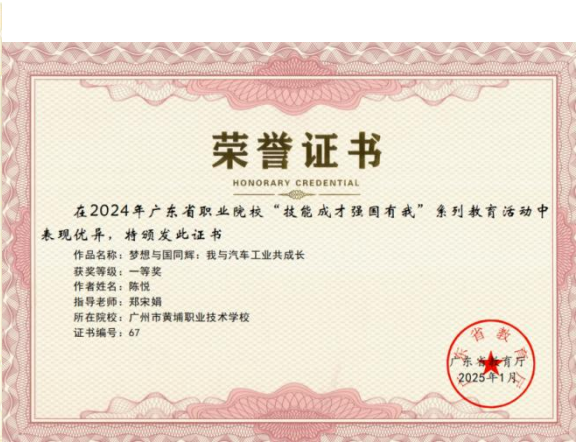 荣誉证书
HONORARY CREDENTIAL
在2024年广东省职业院校“技能成才强国有我”系列教育活动中
表现优异，特颁发此证书
作品名称：梦想与国同辉：我与汽车工业共成长
获奖等级：一等奖
作者姓名：陈悦
指导老师：郑宋娟
所在院校：广州市黄埔职业技术学校
证书编号：67
广东省教育厅
广东省教育厅
2025年1月